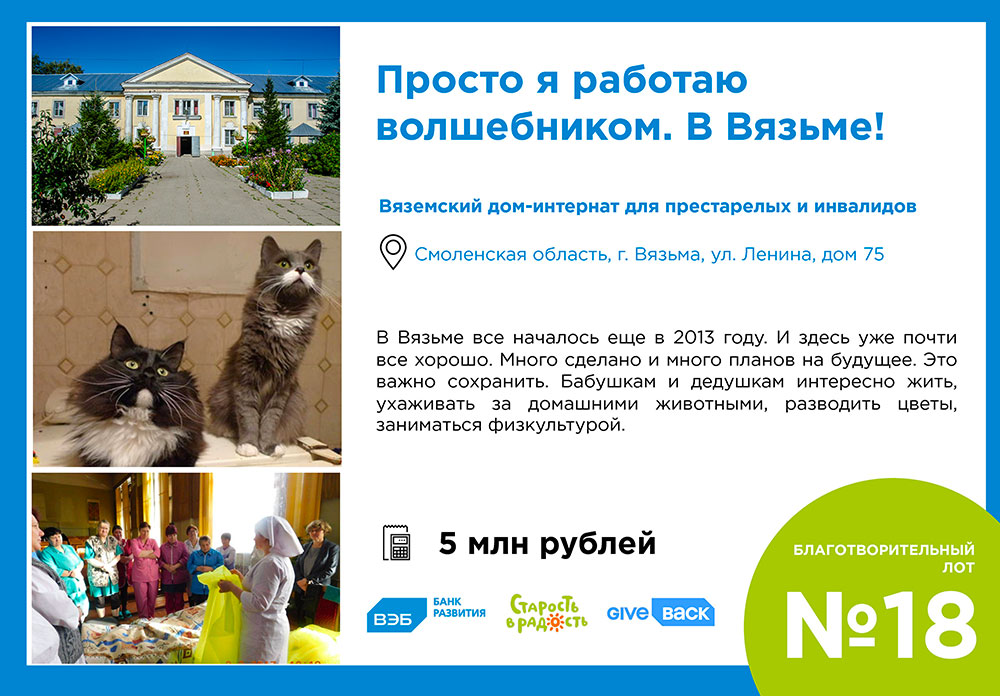 Просто я работаю
волшебником. В Вязьме!
Вяземский дом-интернат для престарелых и инвалидов
Смоленская область, г. Вязьма, ул. Ленина, дом 75
В Вязьме все началось еще в 2013 году. И здесь уже почти
все хорошо. Много сделано и много планов на будущее. Это
важно сохранить. Бабушкам и дедушкам интересно жить,
ухаживать за домашними животными, разводить цветы,
заниматься физкультурой.
5 млн рублей
ВЭБ
БАНК
РАЗВИТИЯ
Старость
в радость
GIVE BACK
БЛАГОТВОРИТЕЛЬНЫЙ
ЛОТ
№18